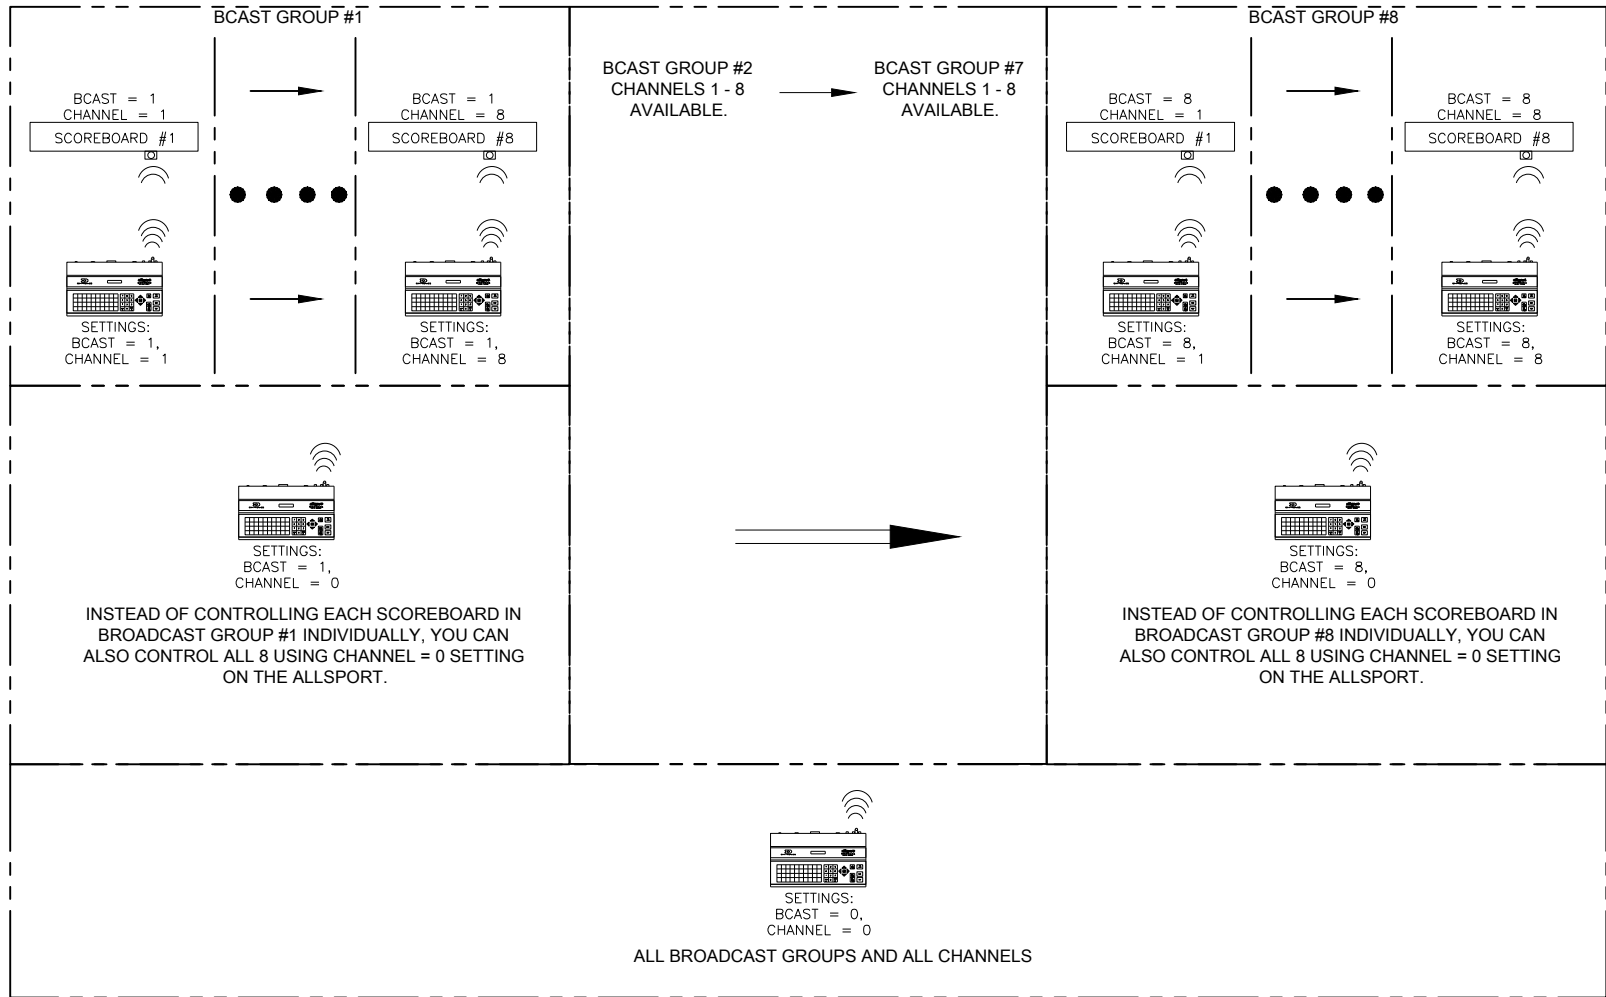 BCAST GROUP #1
BCAST = 1
CHANNEL = 1
SCOREBOARD #1
SETTINGS:
BCAST = 1,
CHANNEL = 1
BCAST = 1
CHANNEL = 8
SCOREBOARD #8
SETTINGS:
BCAST = 1,
CHANNEL = 8
BCAST GROUP #2
CHANNELS 1 - 8
AVAILABLE.
BCAST GROUP #7
CHANNELS 1 - 8
AVAILABLE.
BCAST GROUP #8
BCAST = 8
CHANNEL = 1
SCOREBOARD #1
SETTINGS:
BCAST = 8,
CHANNEL = 1
BCAST = 8
CHANNEL = 8
SCOREBOARD #8
SETTINGS:
BCAST = 8,
CHANNEL = 8
SETTINGS:
BCAST = 1,
CHANNEL = 0
INSTEAD OF CONTROLLING EACH SCOREBOARD IN
BROADCAST GROUP #1 INDIVIDUALLY, YOU CAN
ALSO CONTROL ALL 8 USING CHANNEL = 0 SETTING
ON THE ALLSPORT.
SETTINGS:
BCAST = 8,
CHANNEL = 0
INSTEAD OF CONTROLLING EACH SCOREBOARD IN
BROADCAST GROUP #8 INDIVIDUALLY, YOU CAN
ALSO CONTROL ALL 8 USING CHANNEL = 0 SETTING
ON THE ALLSPORT.
SETTINGS:
BCAST = 0,
CHANNEL = 0
ALL BROADCAST GROUPS AND ALL CHANNELS